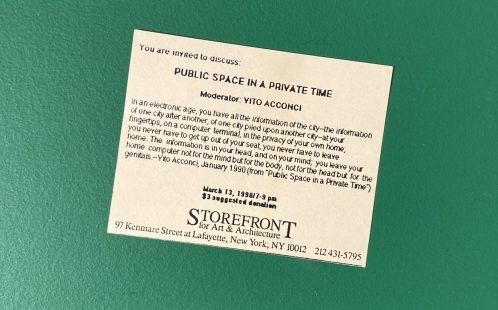 You are invited to discuss:
PUBLIC SPACE IN A PRIVATE TIME
Moderator: VITO ACCONCI
In an electronic age, you have all the information of the city--the information
of one city after another, of one city piled upon another city--at your
fingertips, on a computer terminal, in the privacy of your own home;
you never have to get up out of your seat, you never have to leave
home. The information is in your head, and on your mind; you leave your
home computer not for the mind but for the body, not for the head but for the
genitals.--Vito Acconci, January 1990 (from "Public Space in a Private Time")
March 13, 1990/7-9 pm
$3 suggested donation
STOREFRONT
for Art & Architecture
97 Kenmare Street at Lafayette, New York, NY 10012 212 431-5795